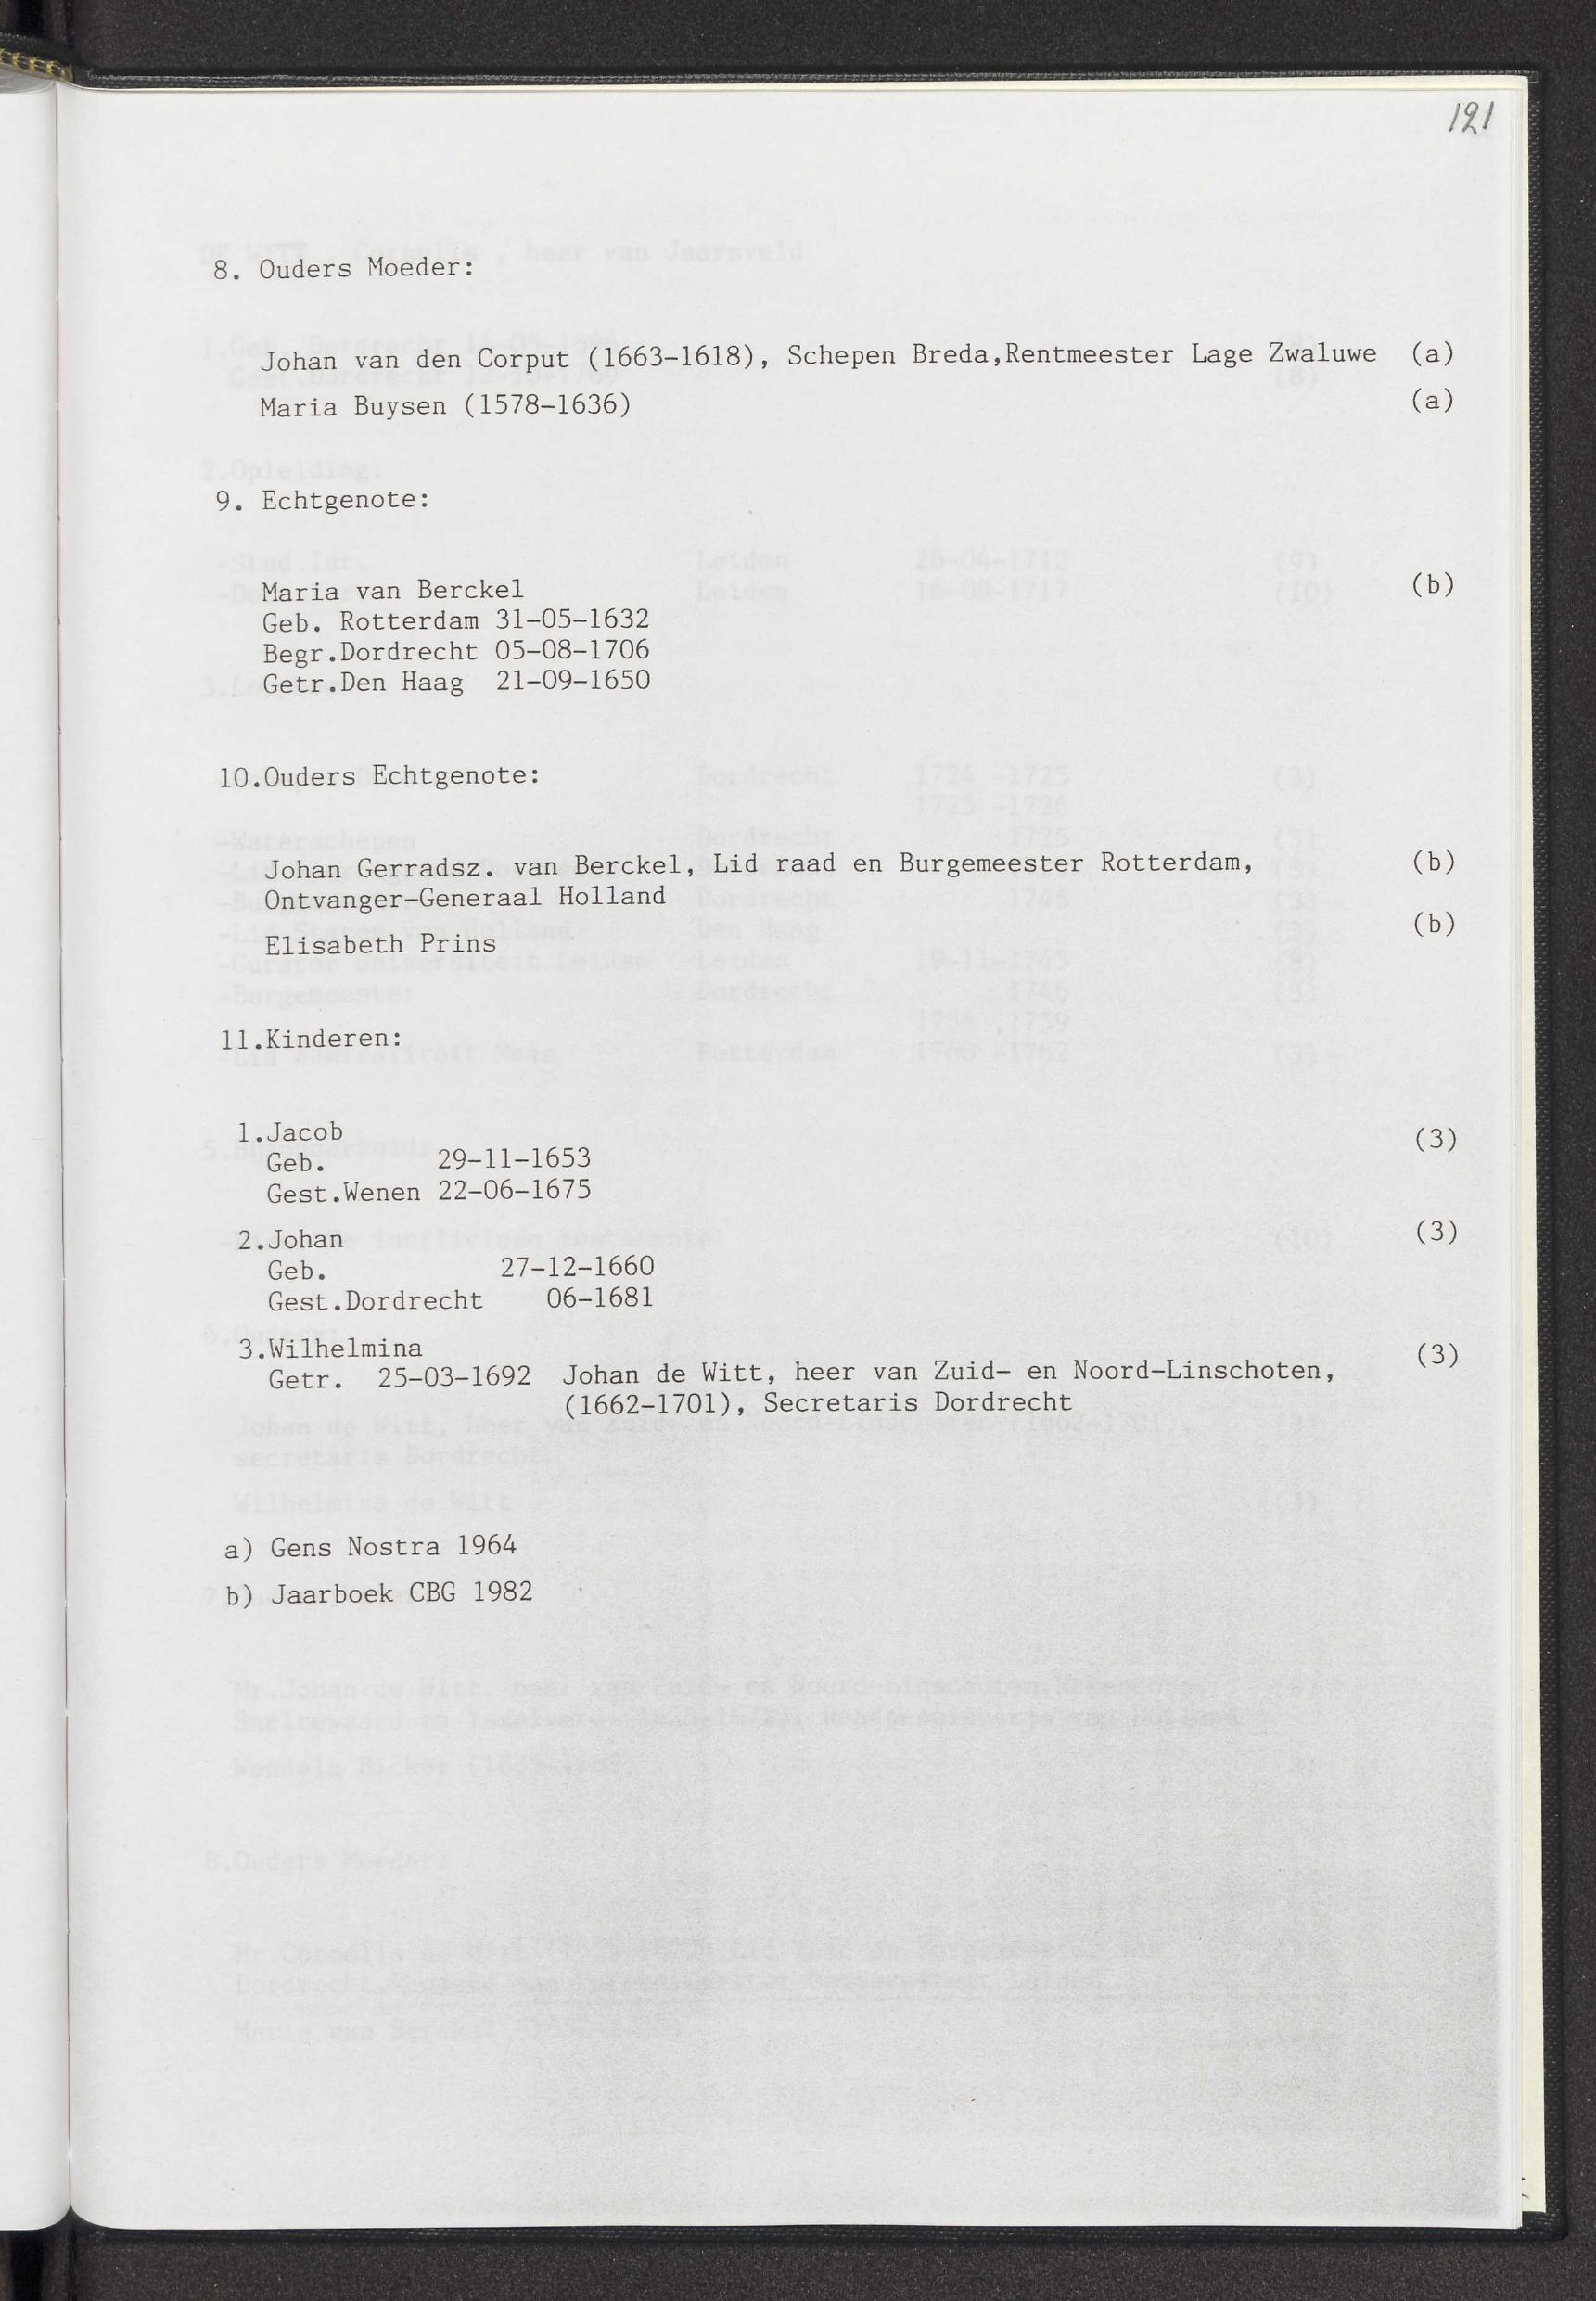 121
8. Ouders Moeder:
Johan van den Corput (1663-1618), Schepen Breda,Rentmeester Lage Zwaluwe (a)
Maria Buysen (1578-1636) (a)
9. Echtgenote:
Maria van Berckel (b)
Geb. Rotterdam 31-05-1632
Begr.Dordrecht 05-08-1706
Getr.Den Haag 21-09-1650
10.Ouders Echtgenote:
Johan Gerradsz. van Berckel, Lid raad en Burgemeester Rotterdam, (b)
Ontvanger-Generaal Holland
Elisabeth Prins (b)
11.Kinderen:
1.Jacob (3)
Geb. 29-11-1653
Gest.Wenen 22-06-1675
2.Johan (3)
Geb. 27-12-1660
Gest.Dordrecht 06-1681
3.Wilhelmina (3)
Getr. 25-03-1692 Johan de Witt, heer van Zuid- en Noord-Linschoten,
(1662-1701), Secretaris Dordrecht
a) Gens Nostra 1964
b) Jaarboek CBG 1982